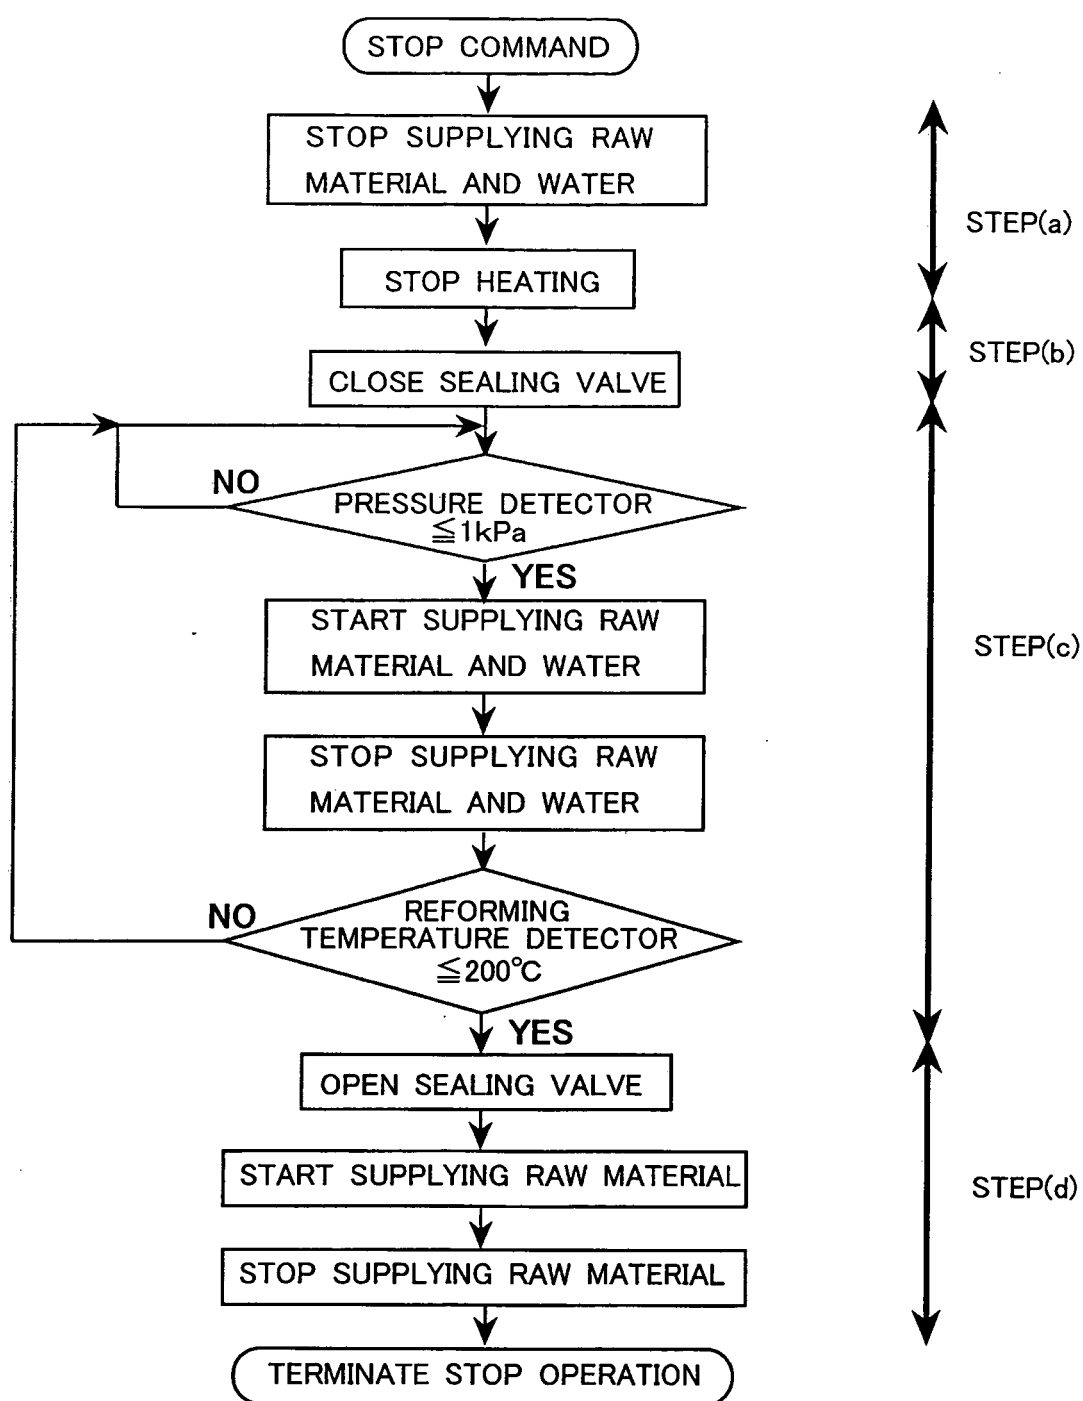 STOP COMMAND
STOP SUPPLYING RAW
MATERIAL AND WATER
STEP(a)
STOP HEATING
STEP(b)
CLOSE SEALING VALVE
NO
PRESSURE DETECTOR
≦1kPa
YES
START SUPPLYING RAW
MATERIAL AND WATER
STEP(c)
STOP SUPPLYING RAW
MATERIAL AND WATER
NO
REFORMING
TEMPERATURE DETECTOR
≦200℃
YES
OPEN SEALING VALVE
START SUPPLYING RAW MATERIAL
STEP(d)
STOP SUPPLYING RAW MATERIAL
TERMINATE STOP OPERATION